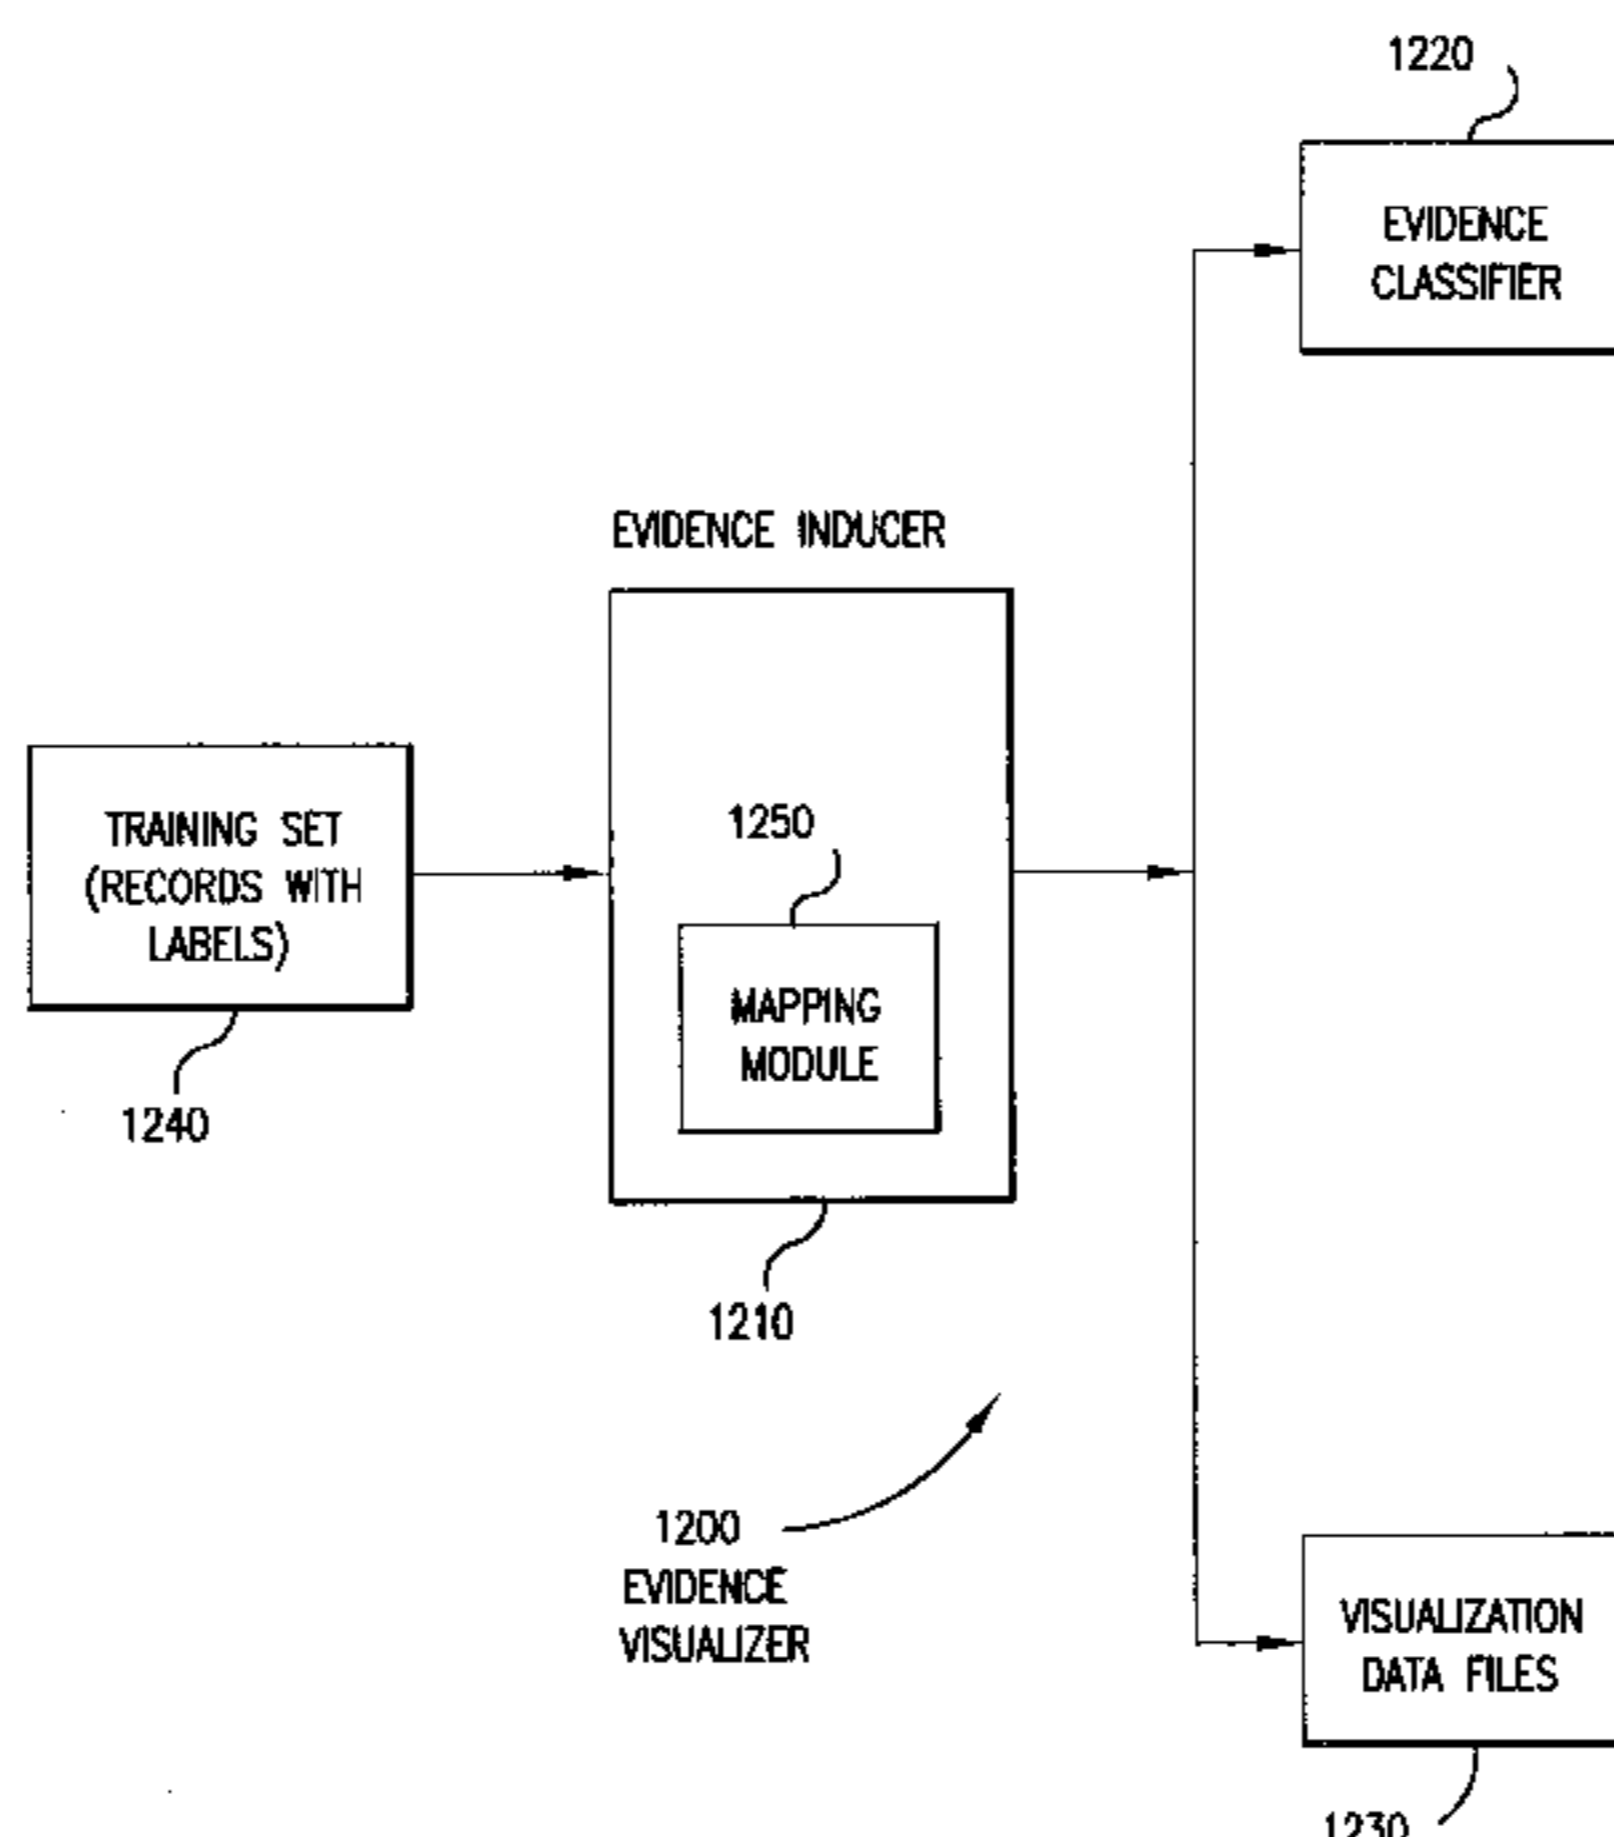 1220
EVIDENCE
CLASSIFIER
EVIDENCE INDUCER
1250
MAPPING
MODULE
TRAINING SET
(RECORDS WITH
LABELS)
1240
1210
1200
EVIDENCE
VISUALIZER
VISUALIZATION
DATA FILES
1230